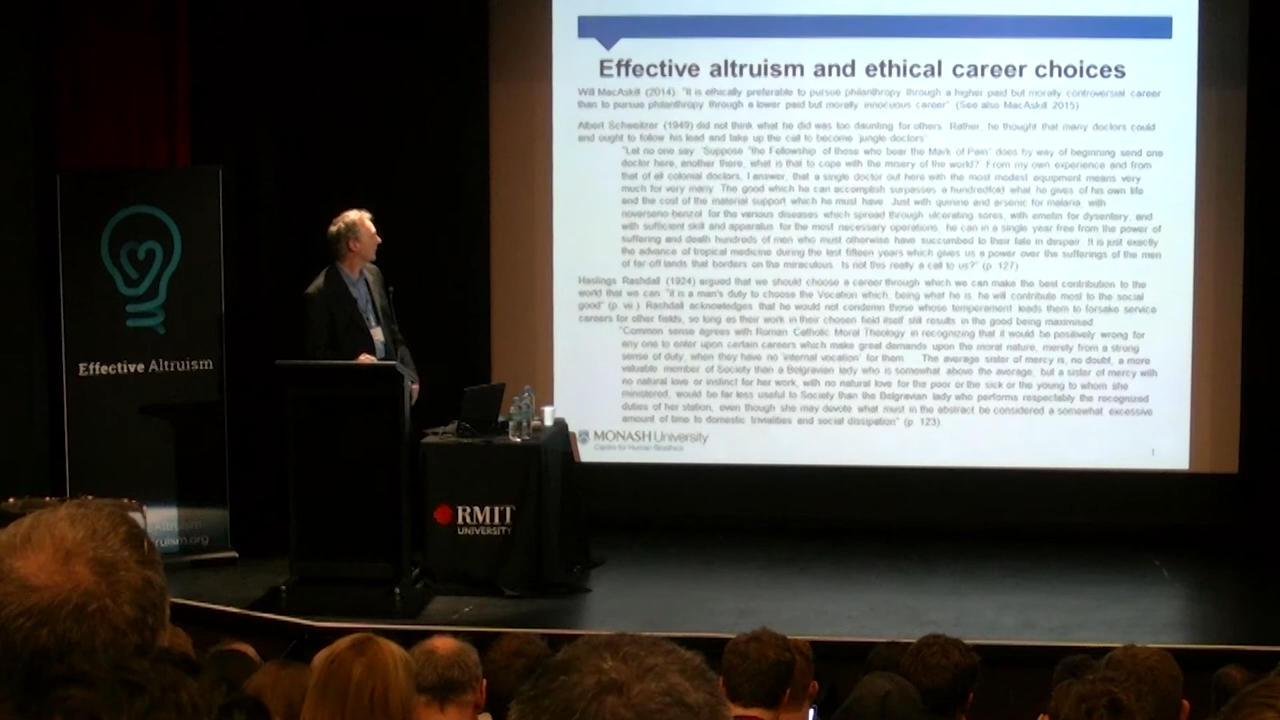 Effective altruism and ethical career choices
Will MacAskill (2014) "It is ethically preferable to pursue philanthropy through a higher paid but morally controversial career
than to pursue philanthropy through a lower paid but morally innocuous career" (See also MacAskill 2015)
Albert Schweitzer (1949) did not think what he did was too daunting for others. Rather, he thought that many doctors could
and ought to follow his lead and take up the call to become 'jungle doctors'
"Let no one say 'Suppose "the Fellowship of those who bear the Mark of Pain" does by way of beginning send one
doctor here, another there, what is that to cope with the misery of the world?' From my own experience and from
that of all colonial doctors, I answer, that a single doctor out here with the most modest equipment means very
much for very many. The good which he can accomplish surpasses a hundredfold what he gives of his own life
and the cost of the material support which he must have. Just with quinine and arsenic for malaria, with
novarseno-benzol for the various diseases which spread through ulcerating sores, with emetin for dysentery, and
with sufficient skill and apparatus for the most necessary operations, he can in a single year free from the power of
suffering and death hundreds of men who must otherwise have succumbed to their fate in despair. It is just exactly
the advance of tropical medicine during the last fifteen years which gives us a power over the sufferings of the men
of far-off lands that borders on the miraculous. Is not this really a call to us?" (p. 127)
Hastings Rashdall (1924) argued that we should choose a career through which we can make the best contribution to the
world that we can: "it is a man's duty to choose the Vocation which, being what he is, he will contribute most to the social
good" (p. vii.) Rashdall acknowledges that he would not condemn those whose temperament leads them to forsake service
careers for other fields, so long as their work in their chosen field itself still results in the good being maximised
"Common sense agrees with Roman Catholic Moral Theology in recognizing that it would be positively wrong for
any one to enter upon certain careers which make great demands upon the moral nature, merely from a strong
sense of duty, when they have no 'internal vocation' for them. The average sister of mercy is, no doubt, a more
valuable member of Society than a Belgravian lady who is somewhat above the average, but a sister of mercy with
no natural love or instinct for her work, with no natural love for the poor or the sick or the young to whom she
ministered, would be far less useful to Society than the Belgravian lady who performs respectably the recognized
duties of her station, even though she may devote what must in the abstract be considered a somewhat excessive
amount of time to domestic trivialities and social dissipation" (p. 123)
MONASH University
Centre for Human Bioethics
1
Effective Altruism
RMIT
UNIVERSITY
Altruism
ruism.org